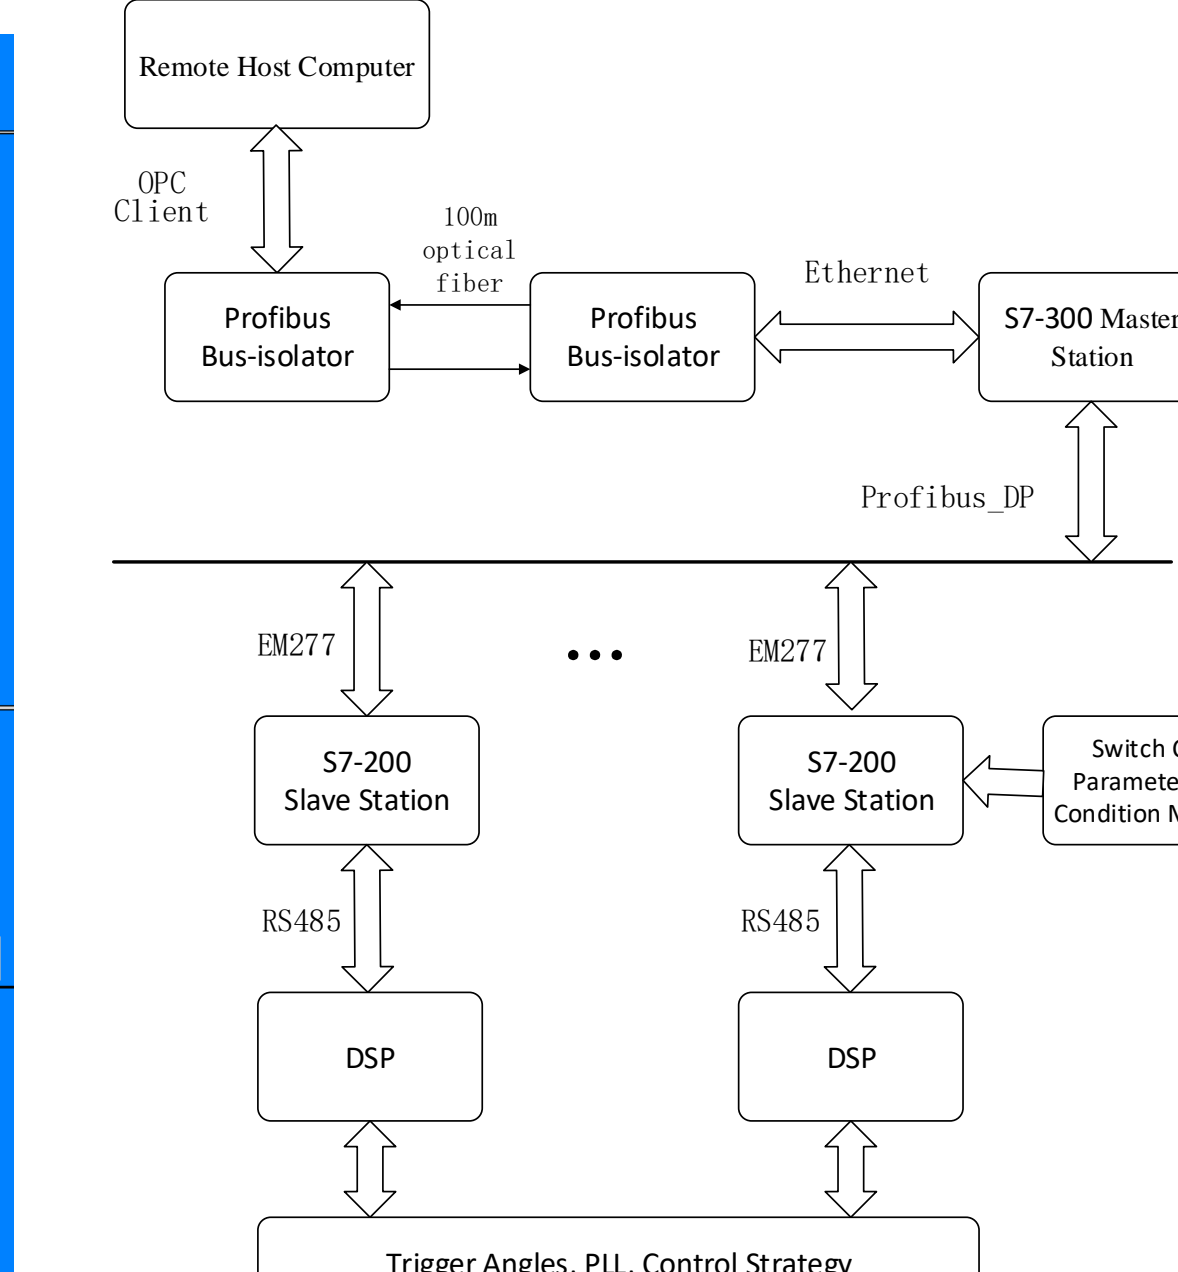 Remote Host Computer
OPC
Client
100m
optical
fiber
Ethernet
Profibus
Bus-isolator
Profibus
Bus-isolator
S7-300 Master
Station
Profibus_DP
EM277
EM277
S7-200
Slave Station
S7-200
Slave Station
Switch
Condition
RS485
RS485
DSP
DSP
Trigger Angles, PLL, Control Strategy